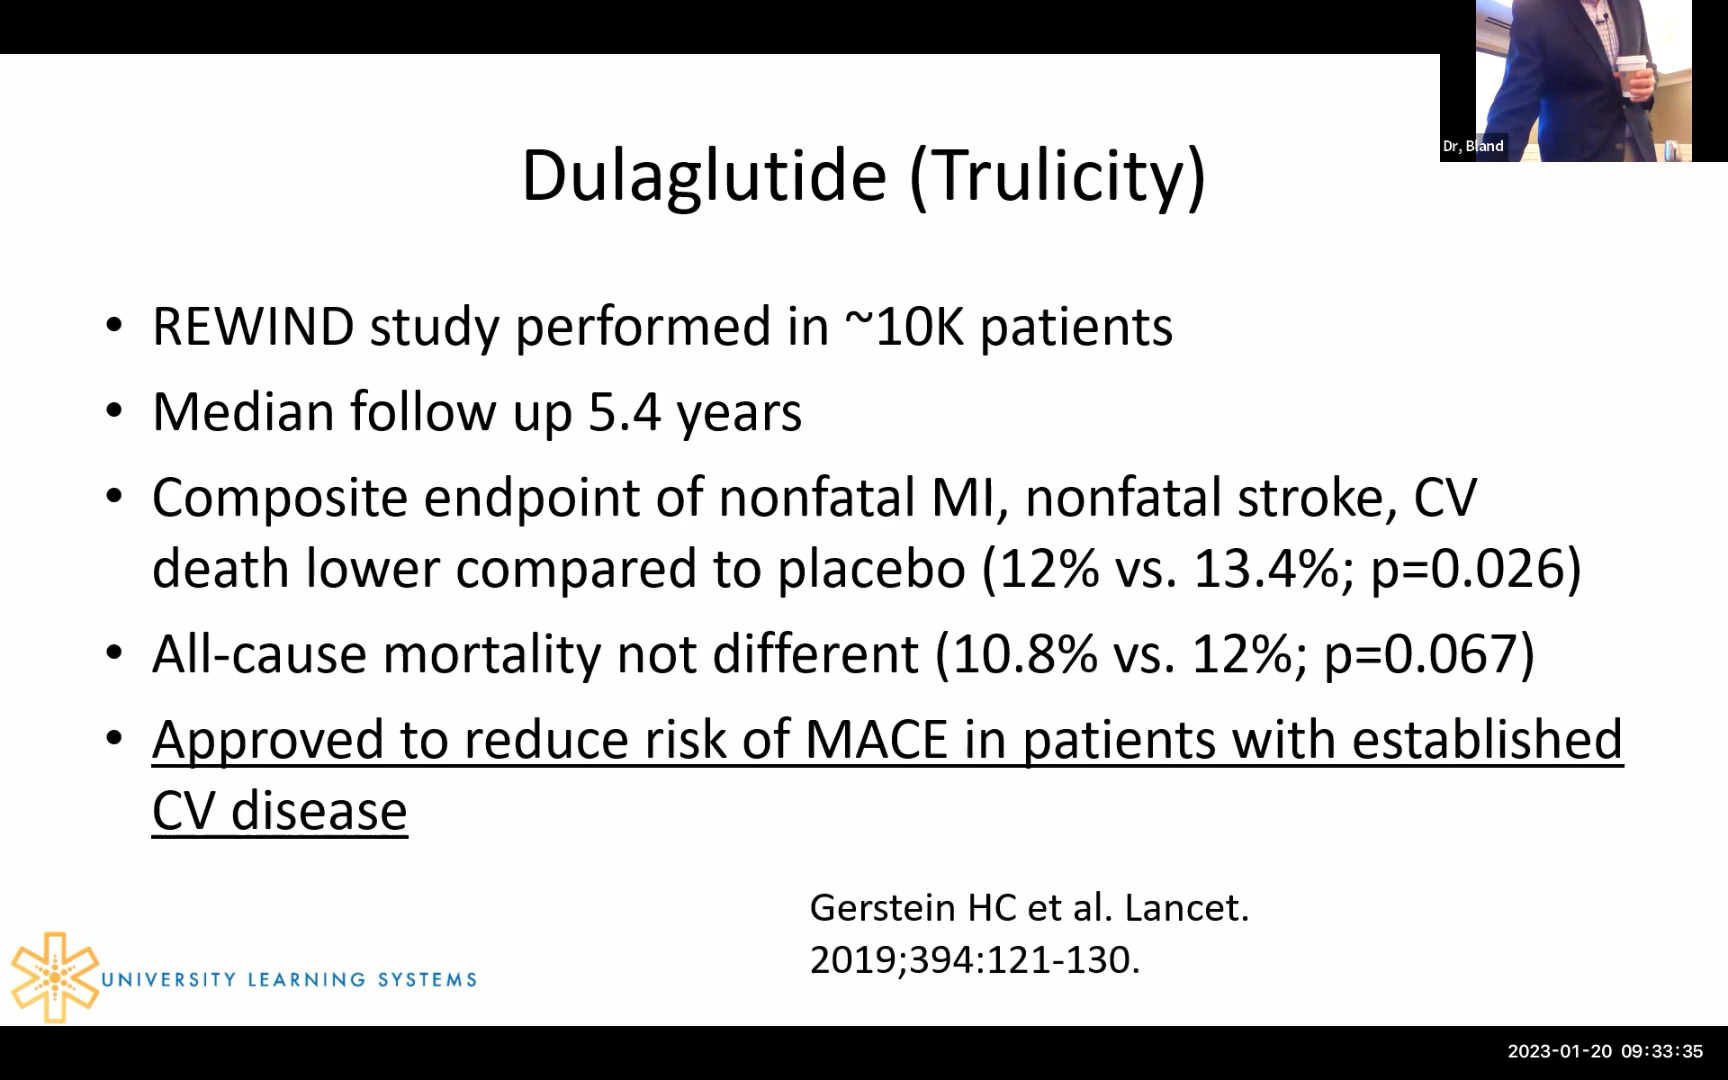 Dr, Bland
Dulaglutide (Trulicity)
• REWIND study performed in ~10K patients
• Median follow up 5.4 years
• Composite endpoint of nonfatal MI, nonfatal stroke, CV
death lower compared to placebo (12% vs. 13.4%; p=0.026)
• All-cause mortality not different (10.8% vs. 12%; p=0.067)
• Approved to reduce risk of MACE in patients with established
CV disease
Gerstein HC et al. Lancet.
2019;394:121-130.
UNIVERSITY LEARNING SYSTEMS
2023-01-20 09:33:35